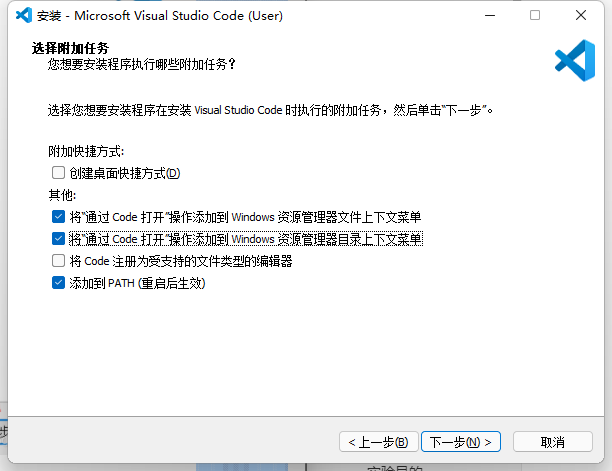 安装 - Microsoft Visual Studio Code (User)
选择附加任务
您想要安装程序执行哪些附加任务？
选择您想要安装程序在安装 Visual Studio Code 时执行的附加任务，然后单击“下一步”。
附加快捷方式:
创建桌面快捷方式(D)
其他:
将“通过 Code 打开”操作添加到 Windows 资源管理器文件上下文菜单
将“通过 Code 打开”操作添加到 Windows 资源管理器目录上下文菜单
将 Code 注册为受支持的文件类型的编辑器
添加到 PATH (重启后生效)
< 上一步(B) 下一步(N) > 取消
步